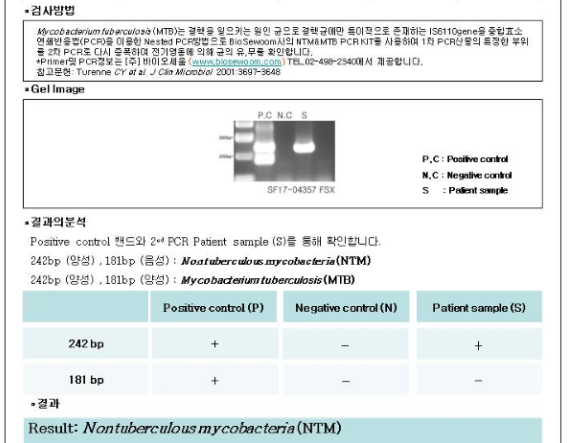 ▪검사방법
Mycobacterium tuberculosis (MTB)는 결핵을 일으키는 원인 균으로 결핵균에만 특이적으로 존재하는 IS6110gene을 중합효소
연쇄반응법(PCR)을 이용한 Nested PCR방법으로 BioSewoom사의 NTM&MTB PCR KIT를 사용하여 1차 PCR산물의 특정한 부위
를 2차 PCR로 다시 증폭하여 전기영동에 의해 균의 유,무를 확인합니다.
*Primer및 PCR정보는 [주] 바이오세움 (www.biosewoom.com) TEL.02-498-2340에서 제공합니다.
참고문헌: Turenne CY et al. J Clin Microbiol 2001:3697-3648
▪Gel Image
P.C N.C S
300bp
200bp
SF17-04357 FSX
P.C : Positive control
N.C : Negative control
S : Patient sample
▪결과의분석
Positive control 밴드와 2nd PCR Patient sample (S)를 통해 확인합니다.
242bp (양성) , 181bp (음성) : Nontuberculous mycobacteria (NTM)
242bp (양성) , 181bp (양성) : Mycobacterium tuberculosis (MTB)
Positive control (P) Negative control (N) Patient sample (S)
242 bp + − +
181 bp + − −
▪결과
Result: Nontuberculous mycobacteria (NTM)